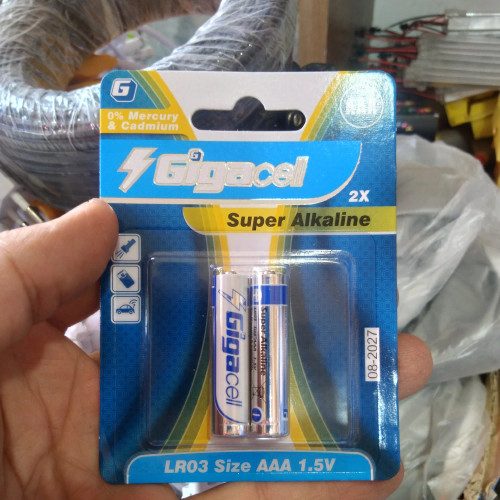 G
0% Mercury
& Cadmium
Gigacell
2X
Super Alkaline
Gigacell
Super Alkaline
08-2027
LR03 Size AAA 1.5V